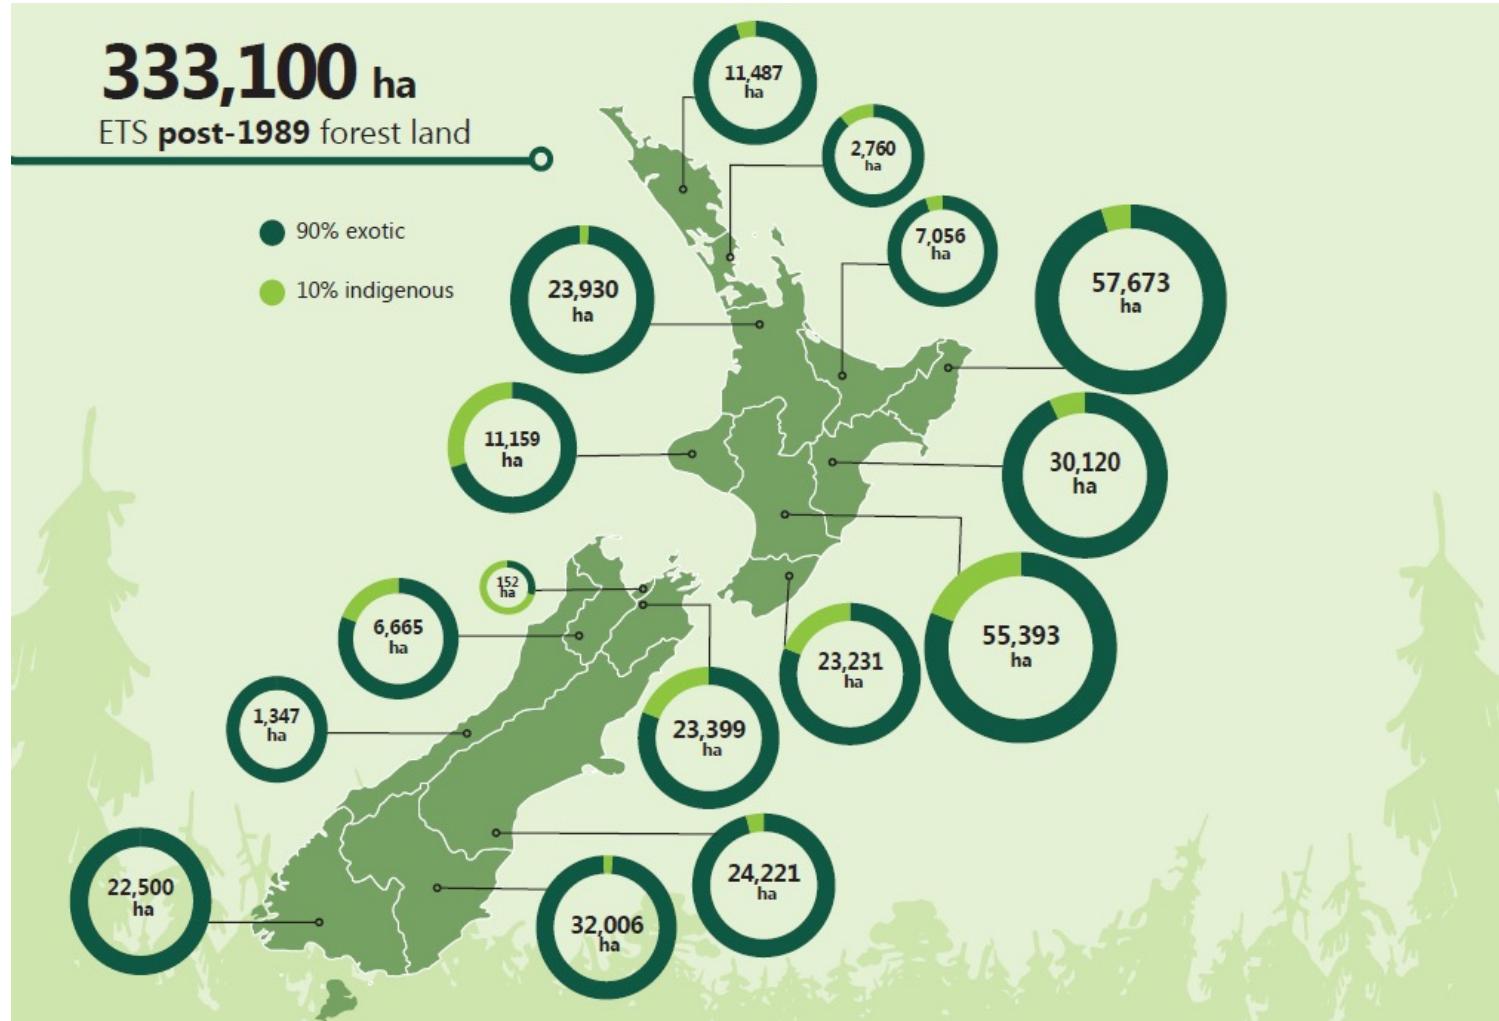 333,100 ha
ETS post-1989 forest land
90% exotic
10% indigenous
11,487
ha
2,760
ha
7,056
ha
57,673
ha
23,930
ha
11,159
ha
30,120
ha
152
ha
6,665
ha
55,393
ha
23,231
ha
1,347
ha
23,399
ha
22,500
ha
24,221
ha
32,006
ha